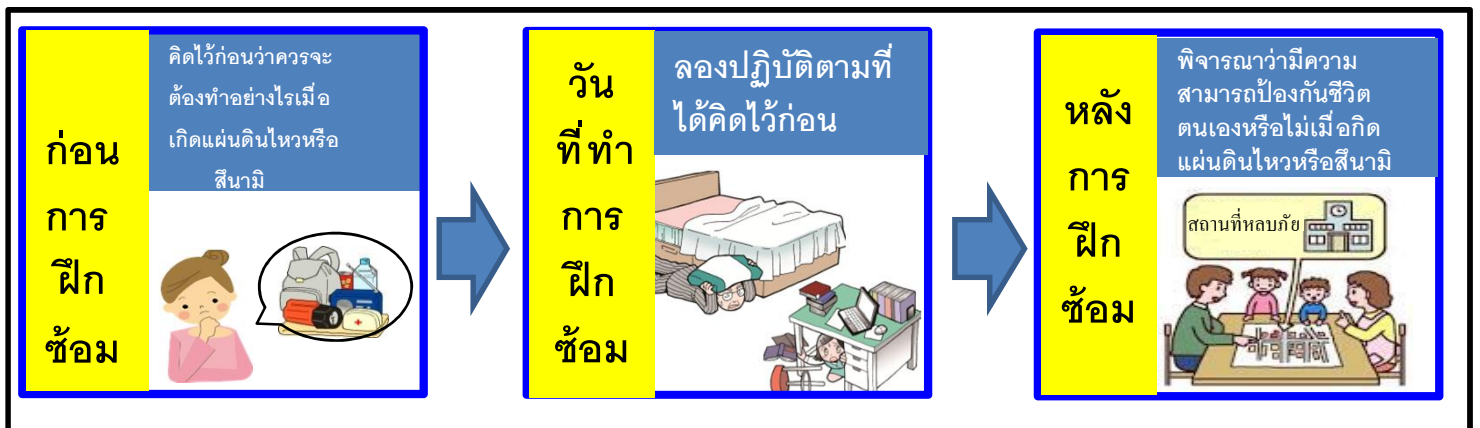 ก่อน
การ
ฝึก
ซ้อม
คิดไว้ก่อนว่าควรจะ
ต้องทำอย่างไรเมื่อ
เกิดแผ่นดินไหวหรือ
สึนามิ
วัน
ที่ทำ
การ
ฝึก
ซ้อม
ลองปฏิบัติตามที่
ได้คิดไว้ก่อน
หลัง
การ
ฝึก
ซ้อม
พิจารณาว่ามีความ
สามารถป้องกันชีวิต
ตนเองหรือไม่เมื่อกิด
แผ่นดินไหวหรือสึนามิ
สถานที่หลบภัย